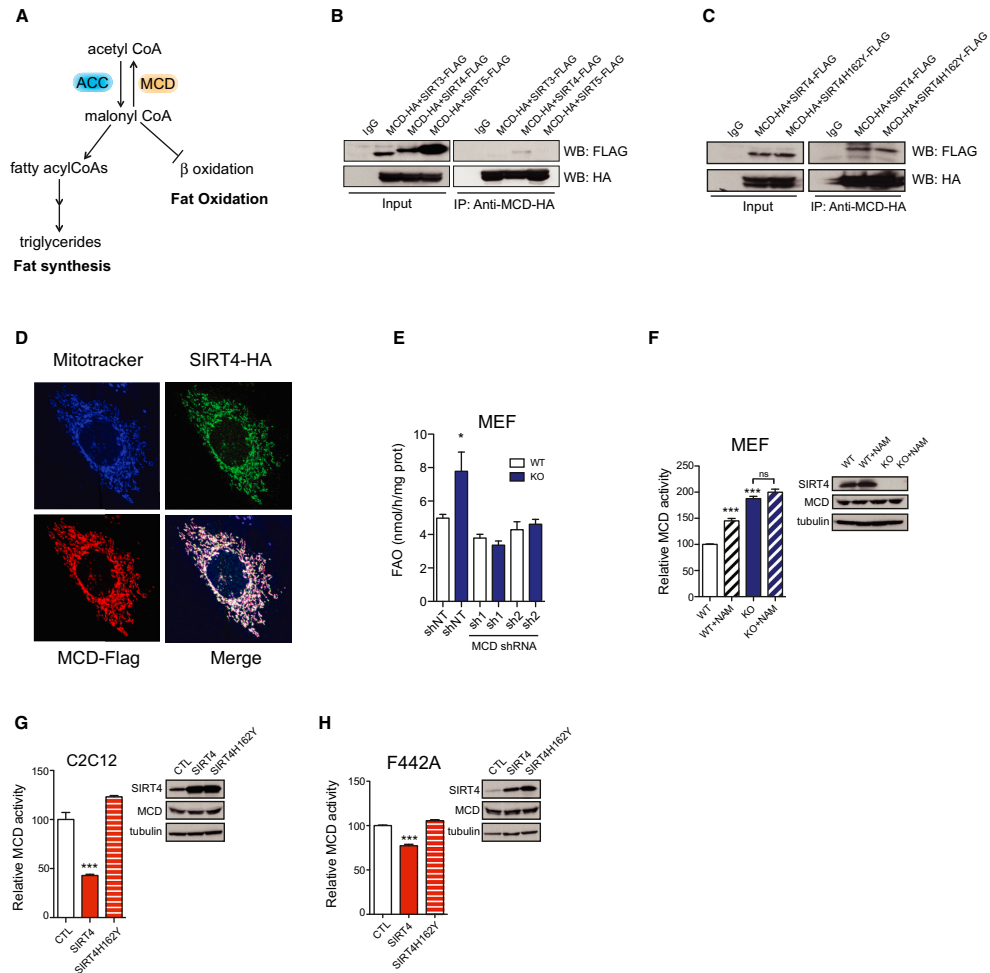 A
acetyl CoA
ACC
MCD
malonyl CoA
fatty acylCoAs
β oxidation
Fat Oxidation
triglycerides
Fat synthesis
B
IgG
MCD-HA+SIRT3-FLAG
MCD-HA+SIRT4-FLAG
MCD-HA+SIRT5-FLAG
IgG
MCD-HA+SIRT3-FLAG
MCD-HA+SIRT4-FLAG
MCD-HA+SIRT5-FLAG
WB: FLAG
WB: HA
Input
IP: Anti-MCD-HA
C
IgG
MCD-HA+SIRT4-FLAG
MCD-HA+SIRT4H162Y-FLAG
IgG
MCD-HA+SIRT4-FLAG
MCD-HA+SIRT4H162Y-FLAG
WB: FLAG
WB: HA
Input
IP: Anti-MCD-HA
D
Mitotracker
SIRT4-HA
MCD-Flag
Merge
E
MEF
FAO (nmol/h/mg prot)
10
8
6
4
2
0
*
WT
KO
shNT
shNT
sh1
sh1
sh2
sh2
MCD shRNA
F
MEF
Relative MCD activity
250
200
150
100
50
0
***
***
ns
WT
WT+NAM
KO
KO+NAM
WT
WT+NAM
KO
KO+NAM
SIRT4
MCD
tubulin
G
C2C12
Relative MCD activity
150
100
50
0
***
CTL
SIRT4
SIRT4H162Y
CTL
SIRT4
SIRT4H162Y
SIRT4
MCD
tubulin
H
F442A
Relative MCD activity
150
100
50
0
***
CTL
SIRT4
SIRT4H162Y
CTL
SIRT4
SIRT4H162Y
SIRT4
MCD
tubulin